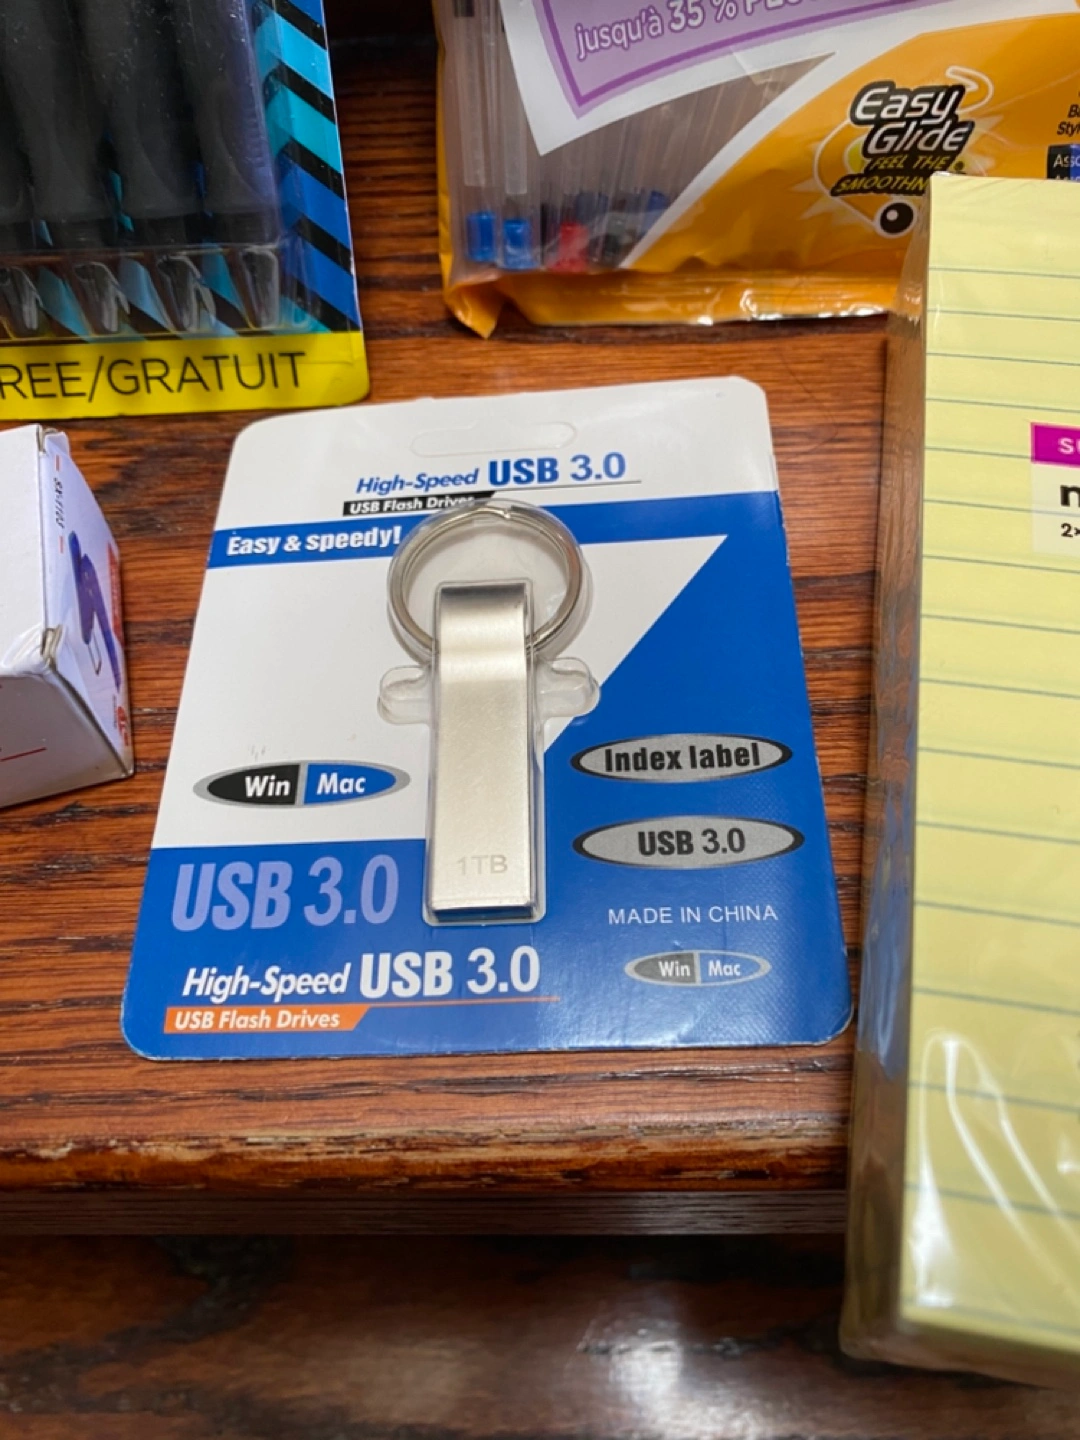 jusqu'à 35 %
Easy
Glide
FEEL THE
REE/GRATUIT
High-Speed USB 3.0
USB Flash Drives
Easy & speedy!
Win Mac
Index label
USB 3.0
1TB
USB 3.0
MADE IN CHINA
High-Speed USB 3.0
Win Mac
USB Flash Drives